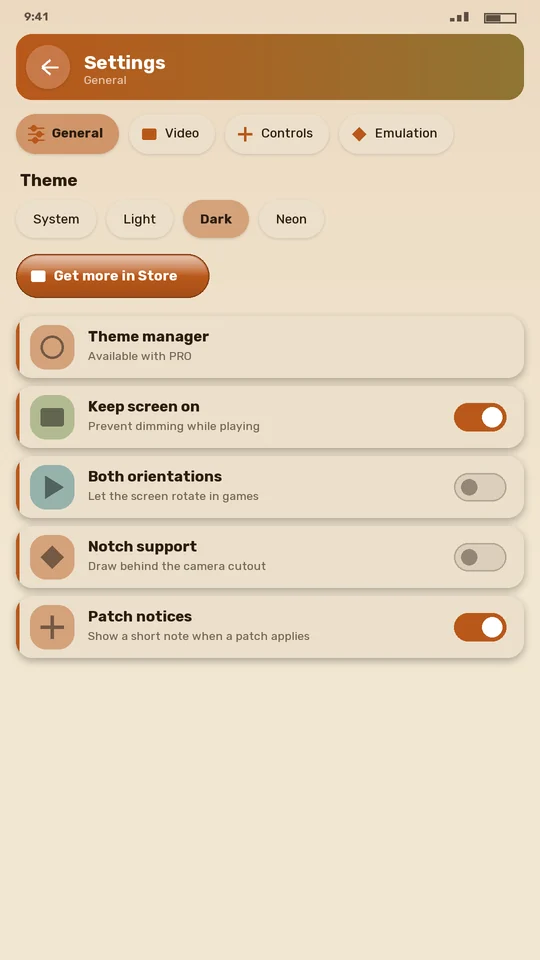 9:41
Settings
General
General
Video
Controls
Emulation
Theme
System
Light
Dark
Neon
Get more in Store
Theme manager
Available with PRO
Keep screen on
Prevent dimming while playing
Both orientations
Let the screen rotate in games
Notch support
Draw behind the camera cutout
Patch notices
Show a short note when a patch applies